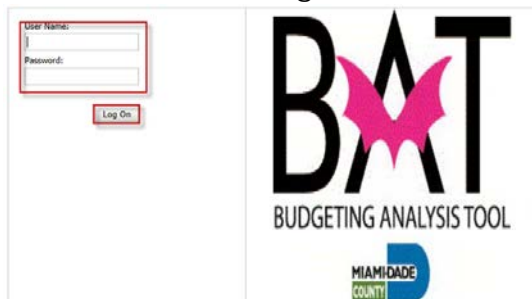 User Name:
Password:
Log On
BAT
BUDGETING ANALYSIS TOOL
MIAMI-DADE
COUNTY